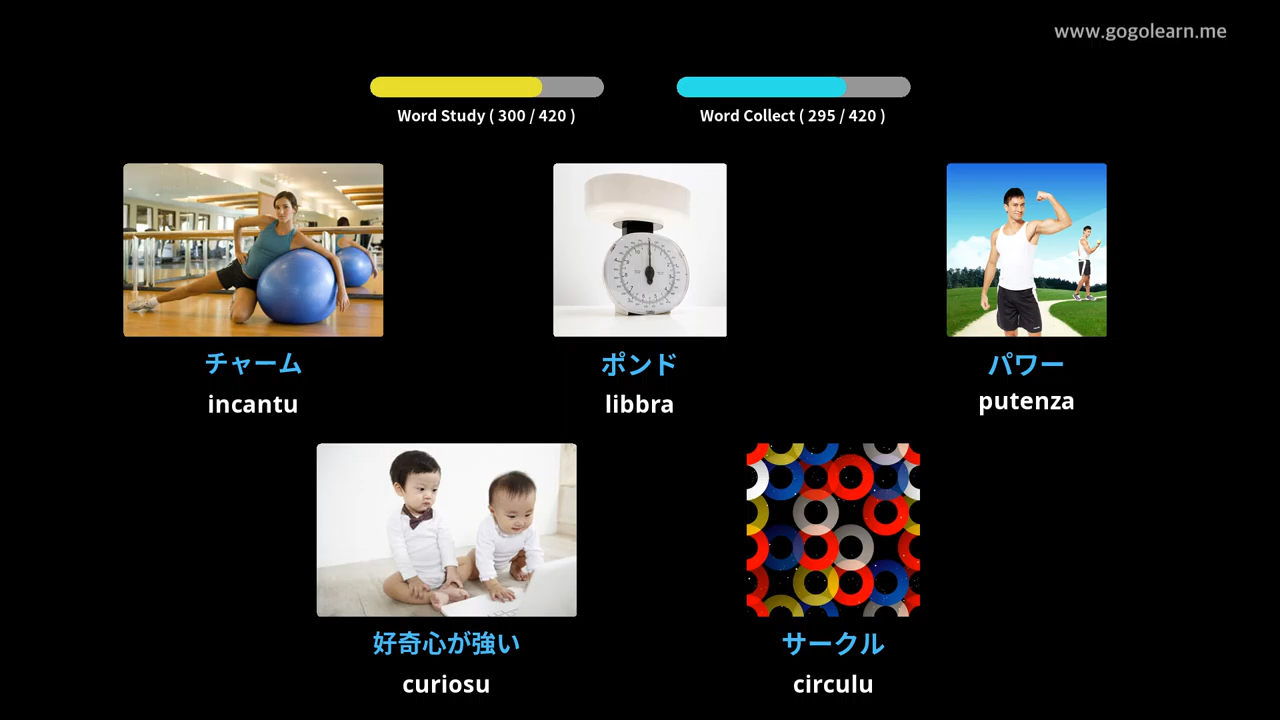 www.gogolearn.me
Word Study ( 300 / 420 )
Word Collect ( 295 / 420 )
チャーム
incantu
ポンド
libbra
パワー
putenza
好奇心が強い
curiosu
サークル
circulu